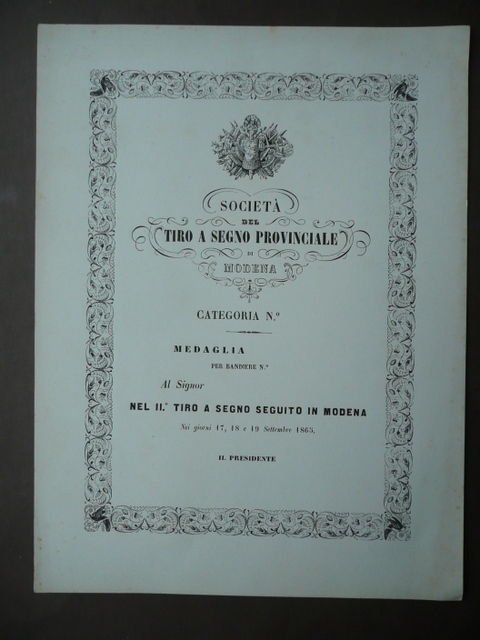 SOCIETÀ
DEL
TIRO A SEGNO PROVINCIALE
DI
MODENA
CATEGORIA N.º
MEDAGLIA
PER BANDIERE N.º
Al Signor
NEL II.º TIRO A SEGNO SEGUITO IN MODENA
Nei giorni 17, 18 e 19 Settembre 1865.
IL PRESIDENTE